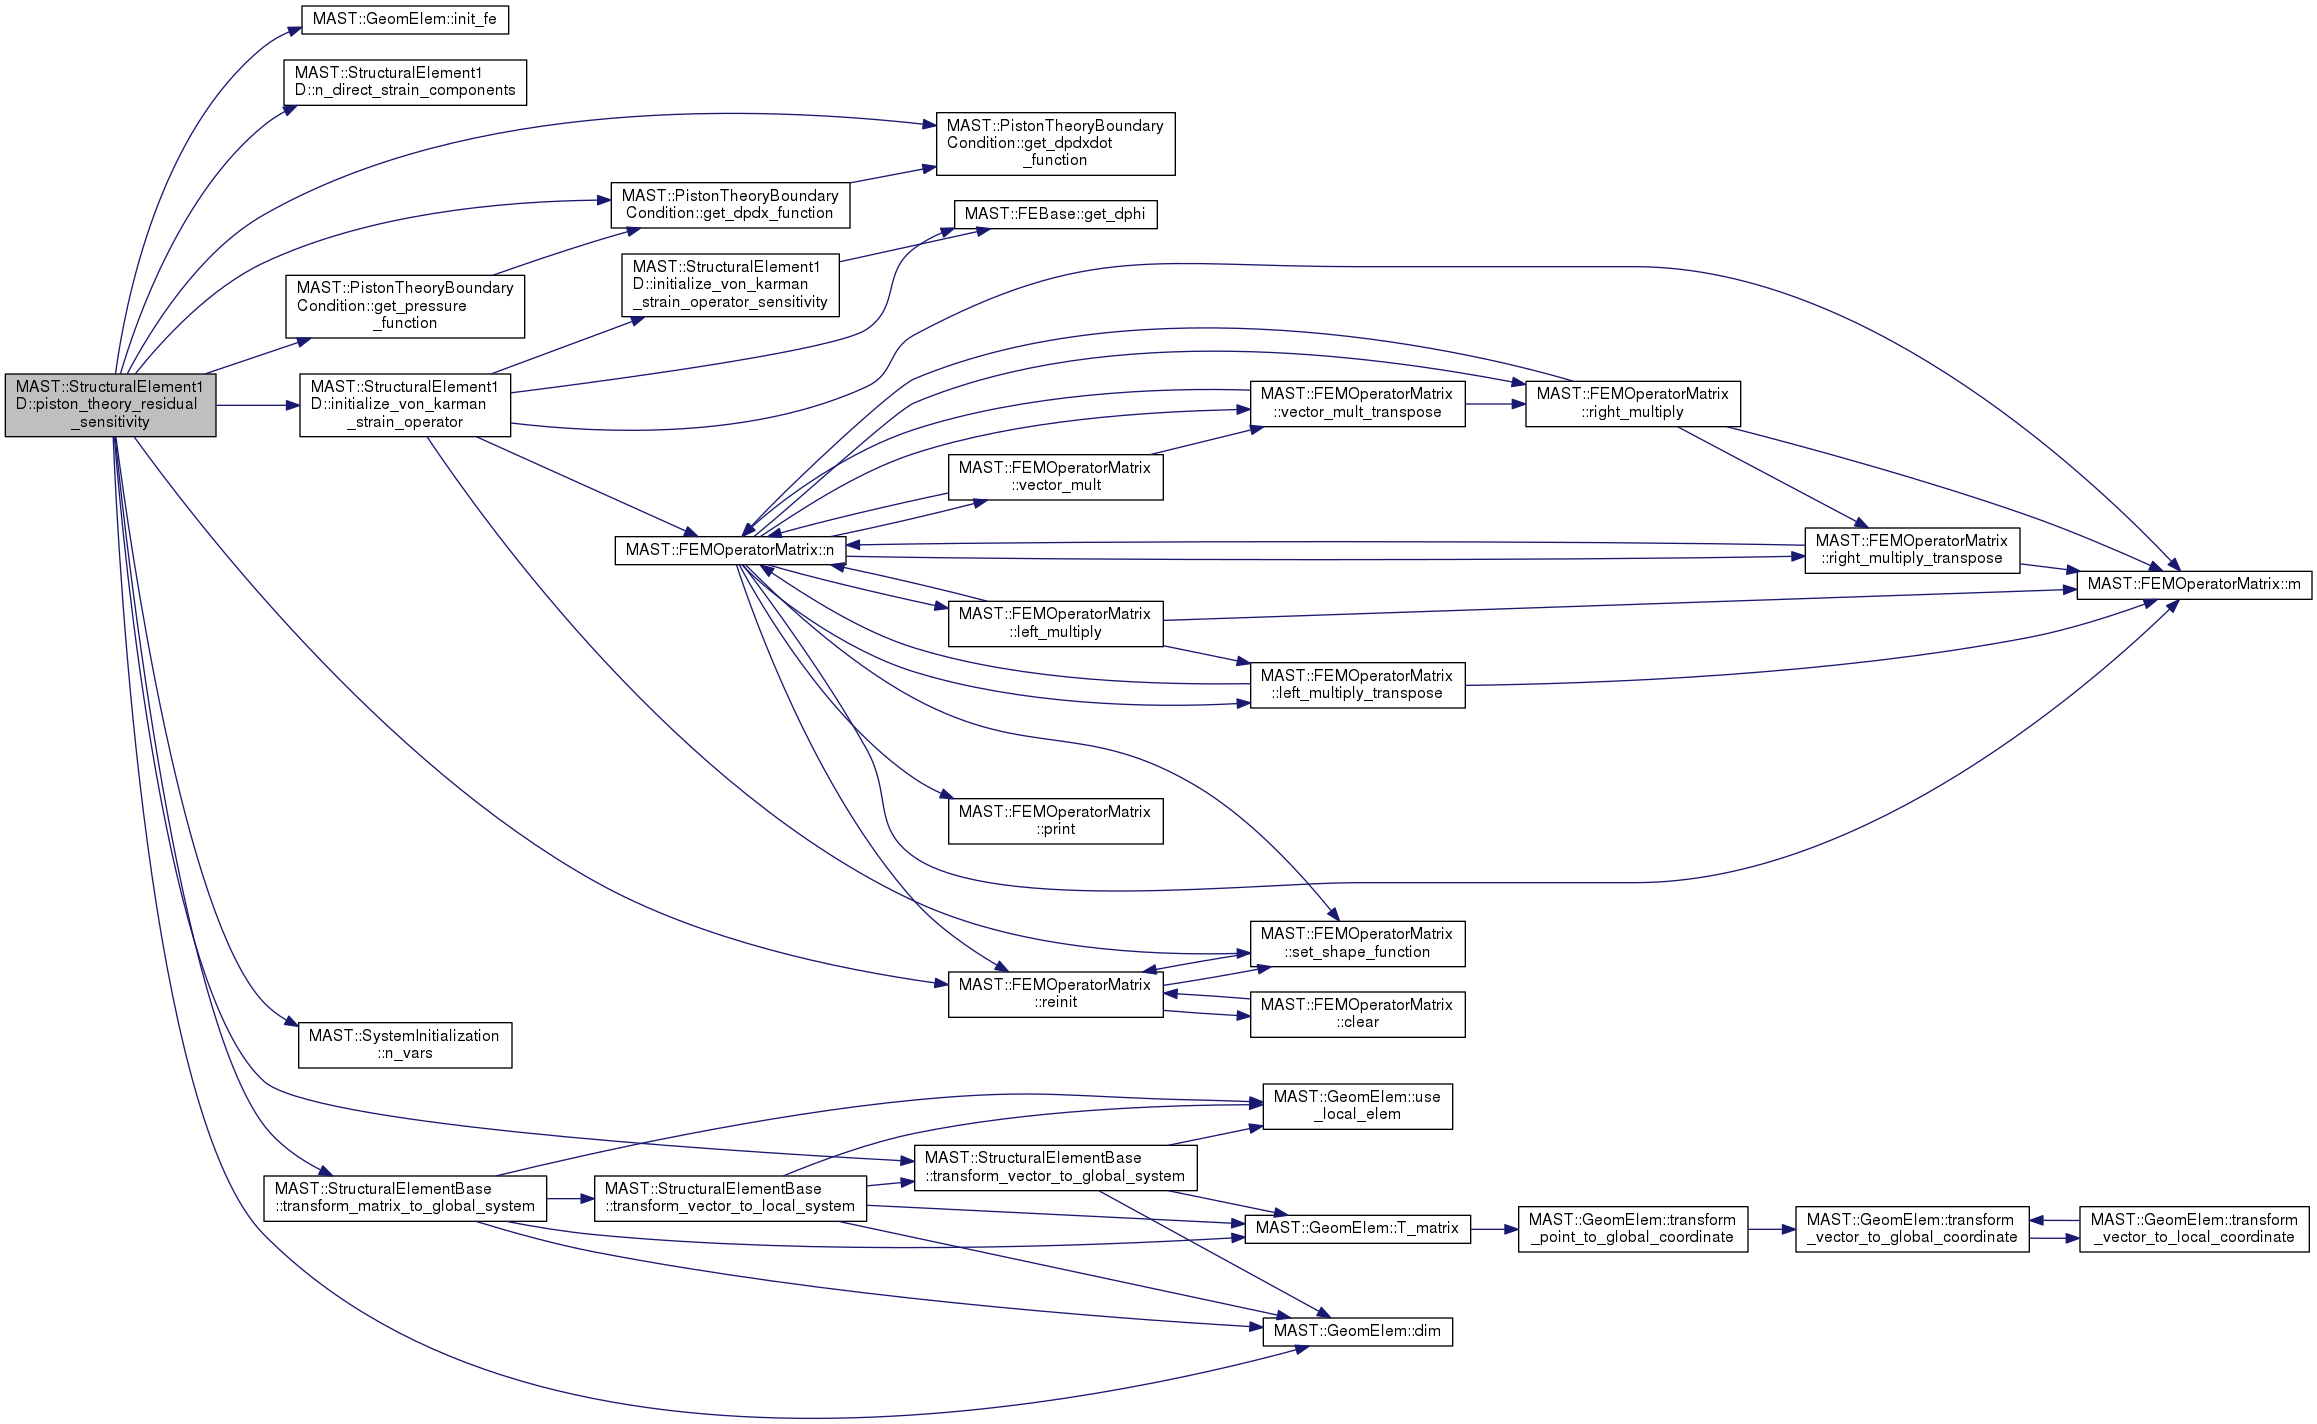 MAST::GeomElem::init_fe
MAST::StructuralElement1
D::n_direct_strain_components
MAST::PistonTheoryBoundary
Condition::get_dpdxdot
_function
MAST::PistonTheoryBoundary
Condition::get_dpdx_function
MAST::FEBase::get_dphi
MAST::StructuralElement1
D::initialize_von_karman
_strain_operator_sensitivity
MAST::PistonTheoryBoundary
Condition::get_pressure
_function
MAST::StructuralElement1
D::piston_theory_residual
_sensitivity
MAST::StructuralElement1
D::initialize_von_karman
_strain_operator
MAST::FEMOperatorMatrix
::vector_mult_transpose
MAST::FEMOperatorMatrix
::right_multiply
MAST::FEMOperatorMatrix
::vector_mult
MAST::FEMOperatorMatrix::n
MAST::FEMOperatorMatrix
::right_multiply_transpose
MAST::FEMOperatorMatrix::m
MAST::FEMOperatorMatrix
::left_multiply
MAST::FEMOperatorMatrix
::left_multiply_transpose
MAST::FEMOperatorMatrix
::print
MAST::FEMOperatorMatrix
::set_shape_function
MAST::FEMOperatorMatrix
::reinit
MAST::FEMOperatorMatrix
::clear
MAST::SystemInitialization
::n_vars
MAST::GeomElem::use
_local_elem
MAST::StructuralElementBase
::transform_vector_to_global_system
MAST::StructuralElementBase
::transform_matrix_to_global_system
MAST::StructuralElementBase
::transform_vector_to_local_system
MAST::GeomElem::T_matrix
MAST::GeomElem::transform
_point_to_global_coordinate
MAST::GeomElem::transform
_vector_to_global_coordinate
MAST::GeomElem::transform
_vector_to_local_coordinate
MAST::GeomElem::dim